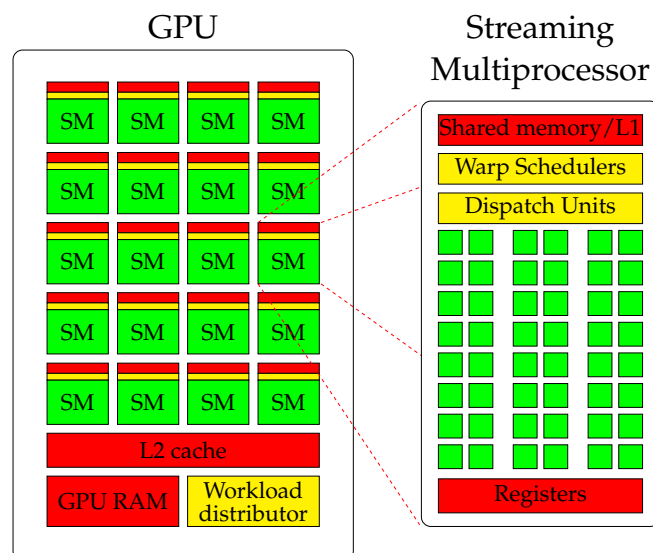 GPU
Streaming
Multiprocessor
SM SM SM SM
SM SM SM SM
SM SM SM SM
SM SM SM SM
SM SM SM SM
L2 cache
GPU RAM
Workload
distributor
Shared memory/L1
Warp Schedulers
Dispatch Units
Registers